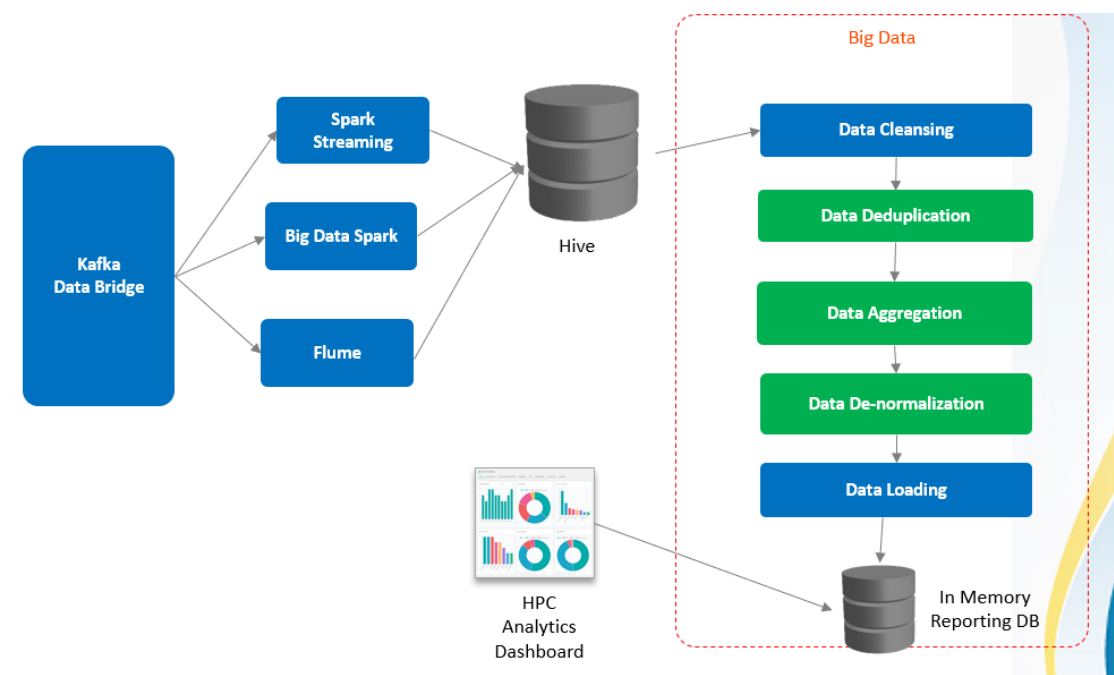 Big Data
Spark
Streaming
Big Data Spark
Flume
Kafka
Data Bridge
Hive
Data Cleansing
Data Deduplication
Data Aggregation
Data De-normalization
Data Loading
In Memory
Reporting DB
HPC
Analytics
Dashboard